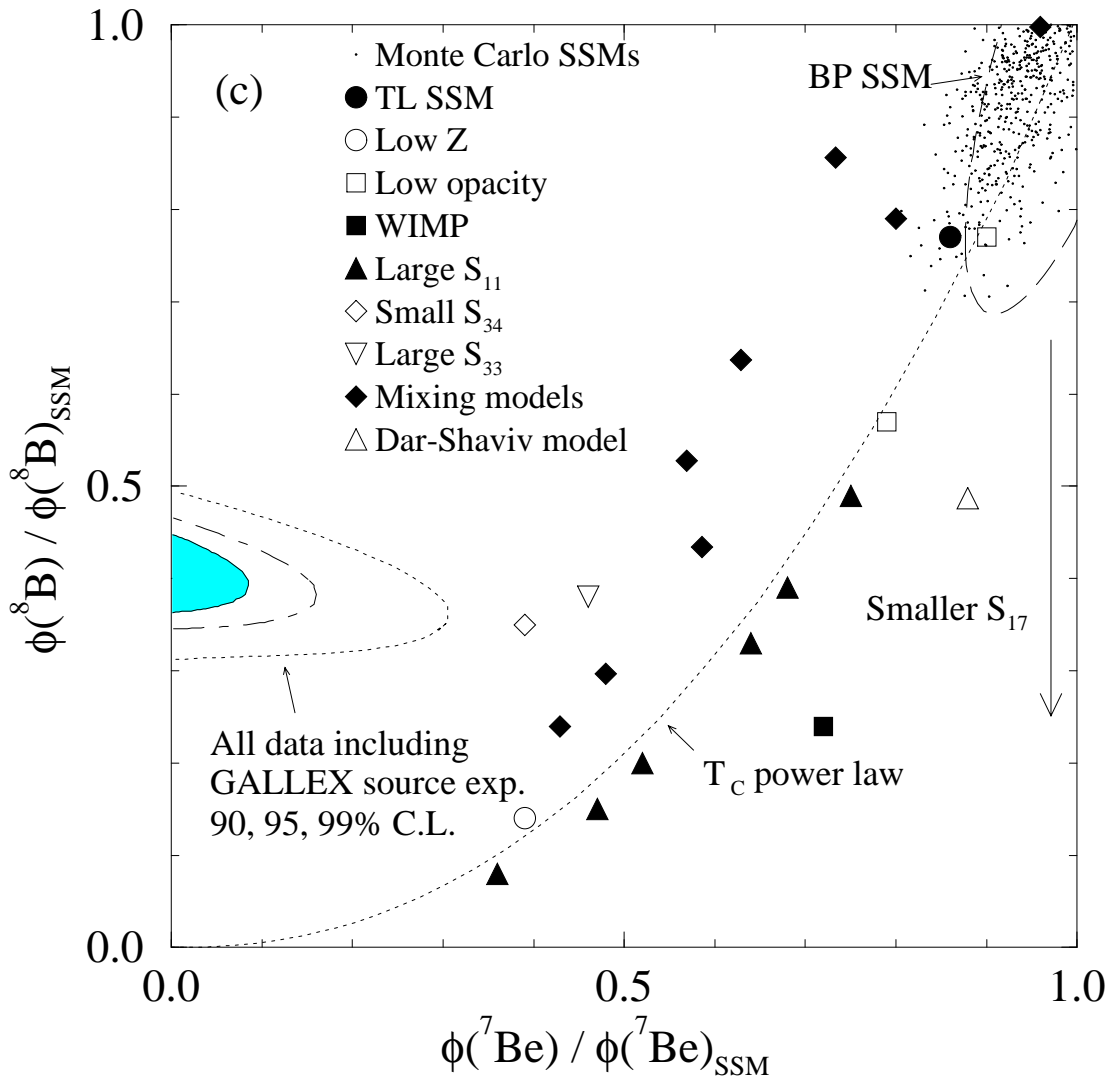 1.0
(c)
Monte Carlo SSMs
TL SSM
Low Z
Low opacity
WIMP
Large S₁₁
Small S₃₄
Large S₃₃
Mixing models
Dar-Shaviv model
BP SSM
0.5
ϕ(⁸B) / ϕ(⁸B)SSM
Smaller S₁₇
All data including
GALLEX source exp.
90, 95, 99% C.L.
T_C power law
0.0
0.0 0.5 1.0
ϕ(⁷Be) / ϕ(⁷Be)SSM